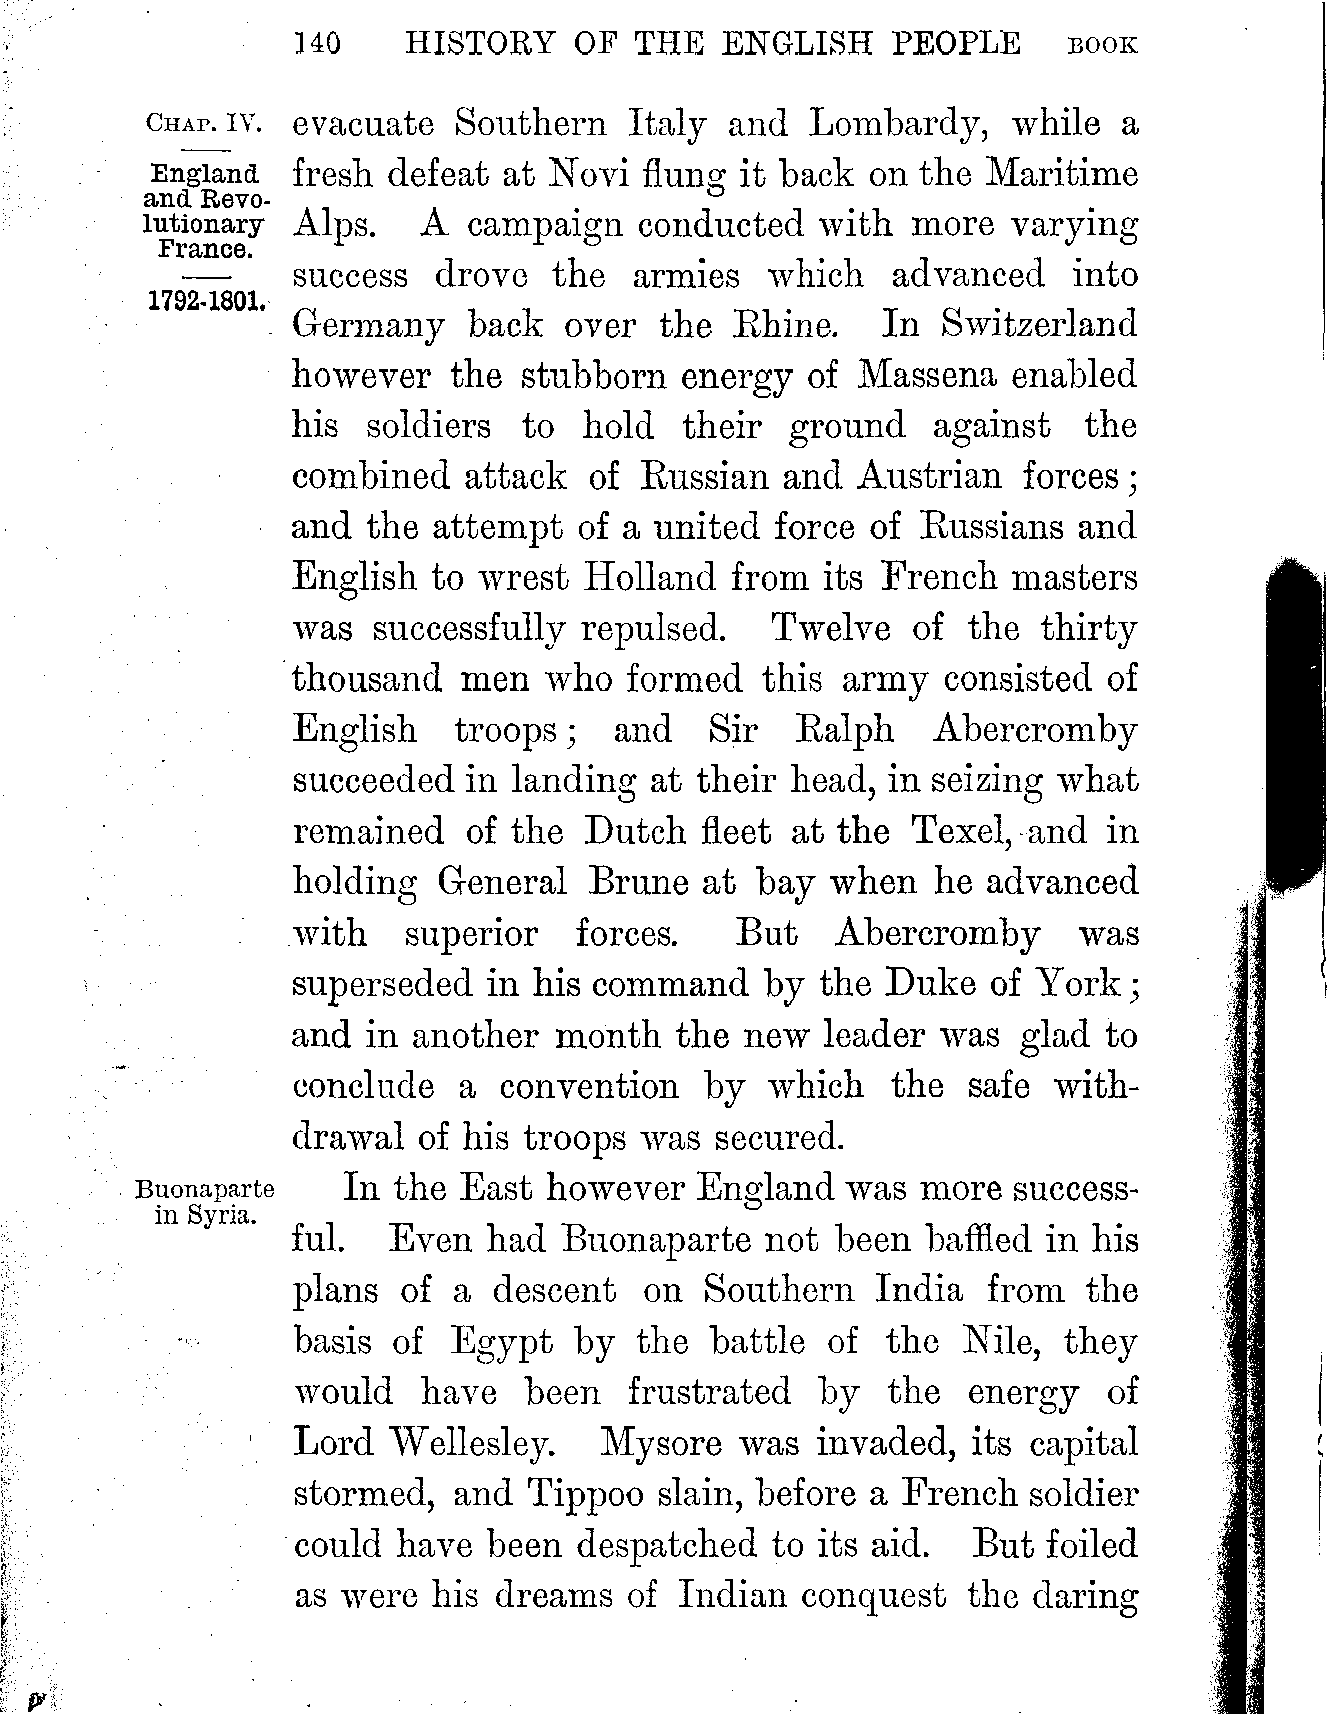 140 HISTORY OF THE ENGLISH PEOPLE BOOK
CHAP. IV.
England
and Revo-
lutionary
France.
1792-1801.
evacuate Southern Italy and Lombardy, while a
fresh defeat at Novi flung it back on the Maritime
Alps. A campaign conducted with more varying
success drove the armies which advanced into
Germany back over the Rhine. In Switzerland
however the stubborn energy of Massena enabled
his soldiers to hold their ground against the
combined attack of Russian and Austrian forces;
and the attempt of a united force of Russians and
English to wrest Holland from its French masters
was successfully repulsed. Twelve of the thirty
thousand men who formed this army consisted of
English troops; and Sir Ralph Abercromby
succeeded in landing at their head, in seizing what
remained of the Dutch fleet at the Texel, and in
holding General Brune at bay when he advanced
with superior forces. But Abercromby was
superseded in his command by the Duke of York;
and in another month the new leader was glad to
conclude a convention by which the safe with-
drawal of his troops was secured.
Buonaparte
in Syria.
In the East however England was more success-
ful. Even had Buonaparte not been baffled in his
plans of a descent on Southern India from the
basis of Egypt by the battle of the Nile, they
would have been frustrated by the energy of
Lord Wellesley. Mysore was invaded, its capital
stormed, and Tippoo slain, before a French soldier
could have been despatched to its aid. But foiled
as were his dreams of Indian conquest the daring